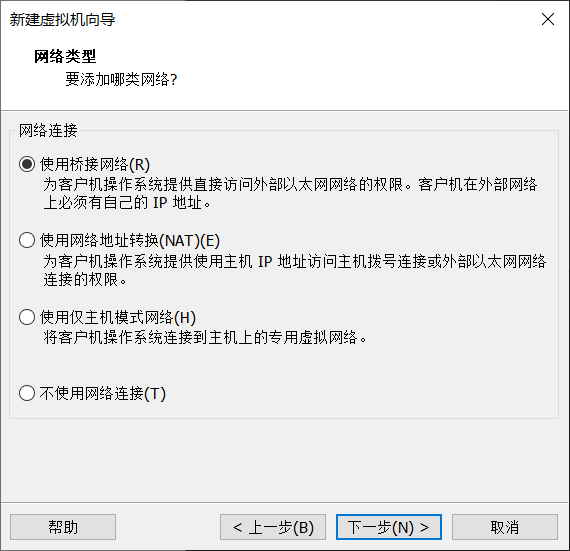 新建虚拟机向导
网络类型
要添加哪类网络?
网络连接
使用桥接网络(R)
为客户机操作系统提供直接访问外部以太网网络的权限。客户机在外部网络
上必须有自己的 IP 地址。
使用网络地址转换(NAT)(E)
为客户机操作系统提供使用主机 IP 地址访问主机拨号连接或外部以太网网络
连接的权限。
使用仅主机模式网络(H)
将客户机操作系统连接到主机上的专用虚拟网络。
不使用网络连接(T)
帮助
< 上一步(B)
下一步(N) >
取消